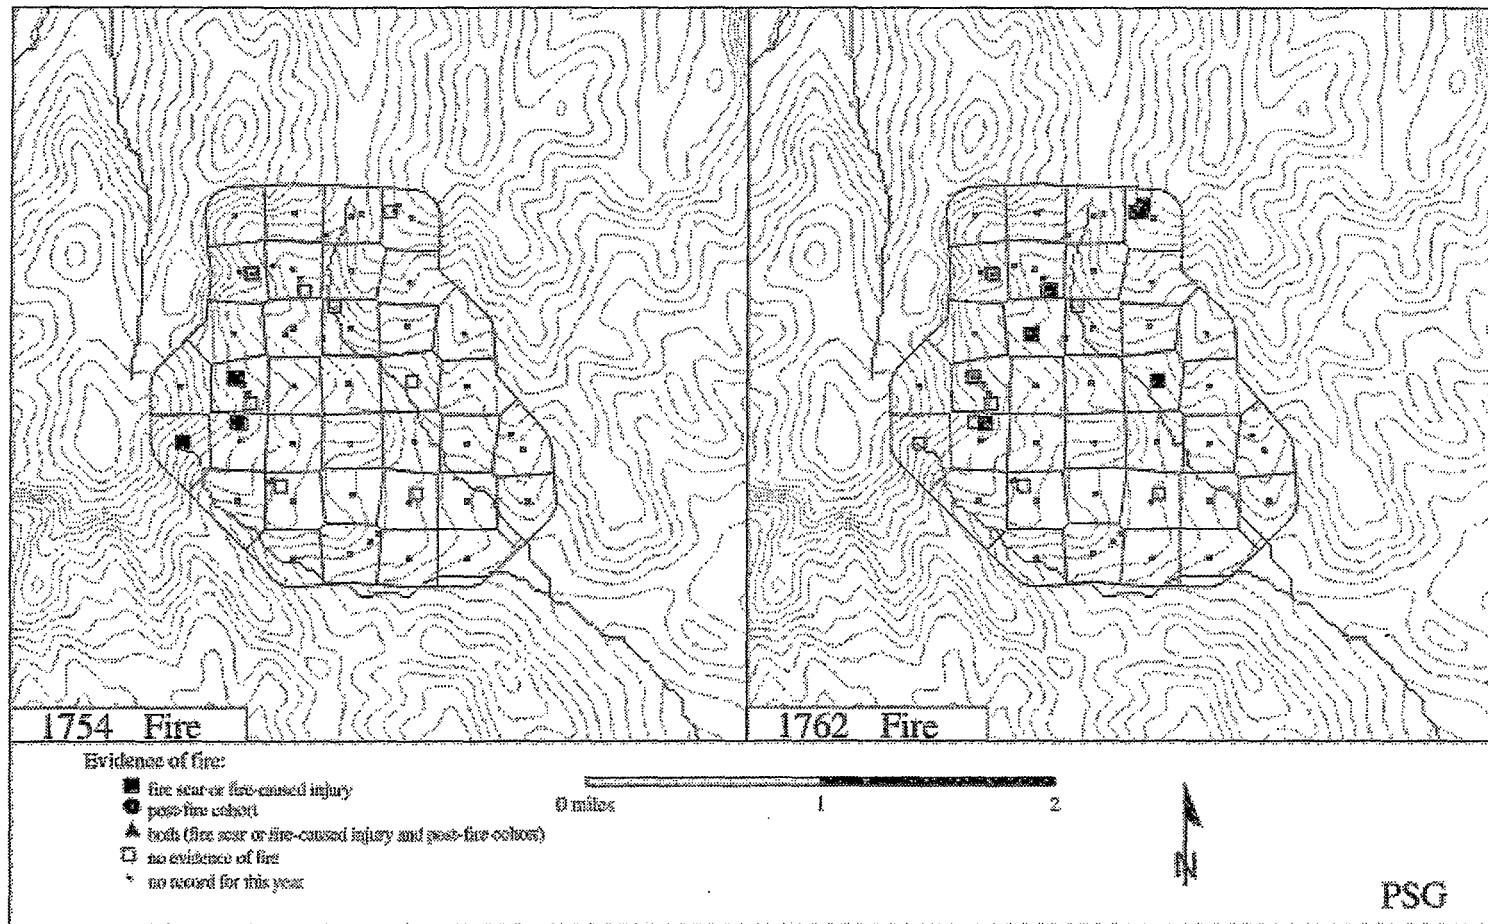 1754 Fire
1762 Fire
Evidence of fire:
fire scar or fire-caused injury
post-fire cohort
both (fire scar or fire-caused injury and post-fire cohort)
no evidence of fire
no record for this year
0 miles 1 2
N
PSG